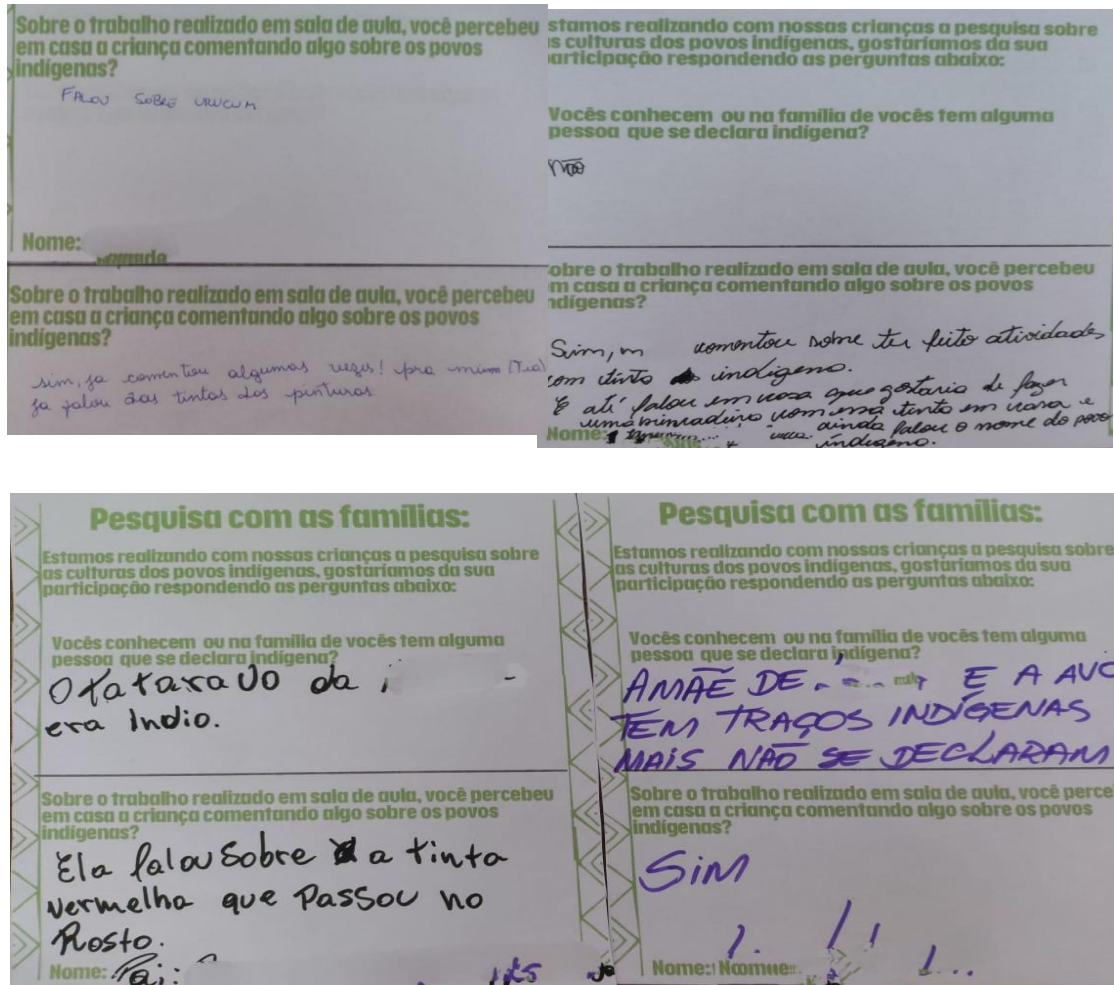 Sobre o trabalho realizado em sala de aula, você percebeu
em casa a criança comentando algo sobre os povos
indígenas?
FALOU SOBRE URUCUM
Nome:
Sobre o trabalho realizado em sala de aula, você percebeu
em casa a criança comentando algo sobre os povos
indígenas?
sim, ja comentou algumas vezes! pra mim (Tia)
ja falou das tintas das pinturas
stamos realizando com nossas crianças a pesquisa sobre
s culturas dos povos indígenas, gostaríamos da sua
articipação respondendo as perguntas abaixo:
Vocês conhecem ou na família de vocês tem alguma
pessoa que se declara indígena?
Não
obre o trabalho realizado em sala de aula, você percebeu
m casa a criança comentando algo sobre os povos
ndígenas?
Sim, m comentou sobre ter feito atividades
com tinta indígena.
E até falou em casa que gostaria de fazer
uma brincadeira com essa tinta em casa e
Nome: ainda falou o nome do povo
indígena.
Pesquisa com as famílias:
Estamos realizando com nossas crianças a pesquisa sobre
as culturas dos povos indígenas, gostaríamos da sua
participação respondendo as perguntas abaixo:
Vocês conhecem ou na família de vocês tem alguma
pessoa que se declara indígena?
O tataravo da
era Indio.
Sobre o trabalho realizado em sala de aula, você percebeu
em casa a criança comentando algo sobre os povos
indígenas?
Ela falou sobre a tinta
vermelha que Passou no
Rosto.
Nome: Pai:
Pesquisa com as famílias:
Estamos realizando com nossas crianças a pesquisa sobre
as culturas dos povos indígenas, gostaríamos da sua
participação respondendo as perguntas abaixo:
Vocês conhecem ou na família de vocês tem alguma
pessoa que se declara indígena?
A MÃE DE E A AVÓ
TEM TRAÇOS INDÍGENAS
MAIS NÃO SE DECLARAM
Sobre o trabalho realizado em sala de aula, você perce
em casa a criança comentando algo sobre os povos
indígenas?
SIM
Nome: